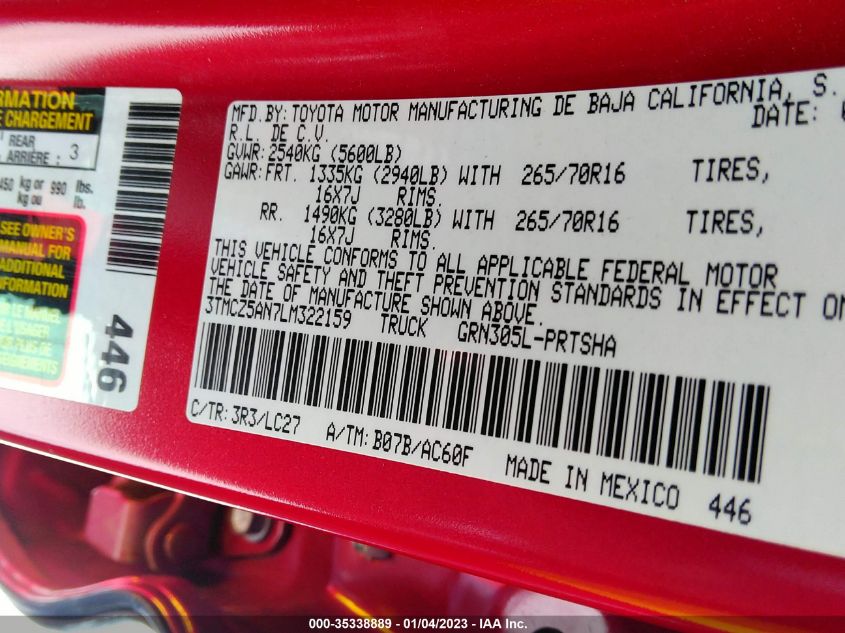 RMATION
E CHARGEMENT
REAR
ARRIÈRE : 3
450 kg or 990 lbs.
kg ou lb.
SEE OWNER'S
MANUAL FOR
ADDITIONAL
INFORMATION
446
MFD.BY:TOYOTA MOTOR MANUFACTURING DE BAJA CALIFORNIA, S.
R.L. DE C.V. DATE:
GVWR:2540KG (5600LB)
GAWR:FRT. 1335KG (2940LB) WITH 265/70R16 TIRES,
16X7J RIMS.
RR. 1490KG (3280LB) WITH 265/70R16 TIRES,
16X7J RIMS.
THIS VEHICLE CONFORMS TO ALL APPLICABLE FEDERAL MOTOR
VEHICLE SAFETY AND THEFT PREVENTION STANDARDS IN EFFECT ON
THE DATE OF MANUFACTURE SHOWN ABOVE.
3TMCZ5AN7LM322159 TRUCK GRN305L-PRTSHA
C/TR:3R3/LC27 A/TM:B07B/AC60F MADE IN MEXICO 446
000-35338889 - 01/04/2023 - IAA Inc.